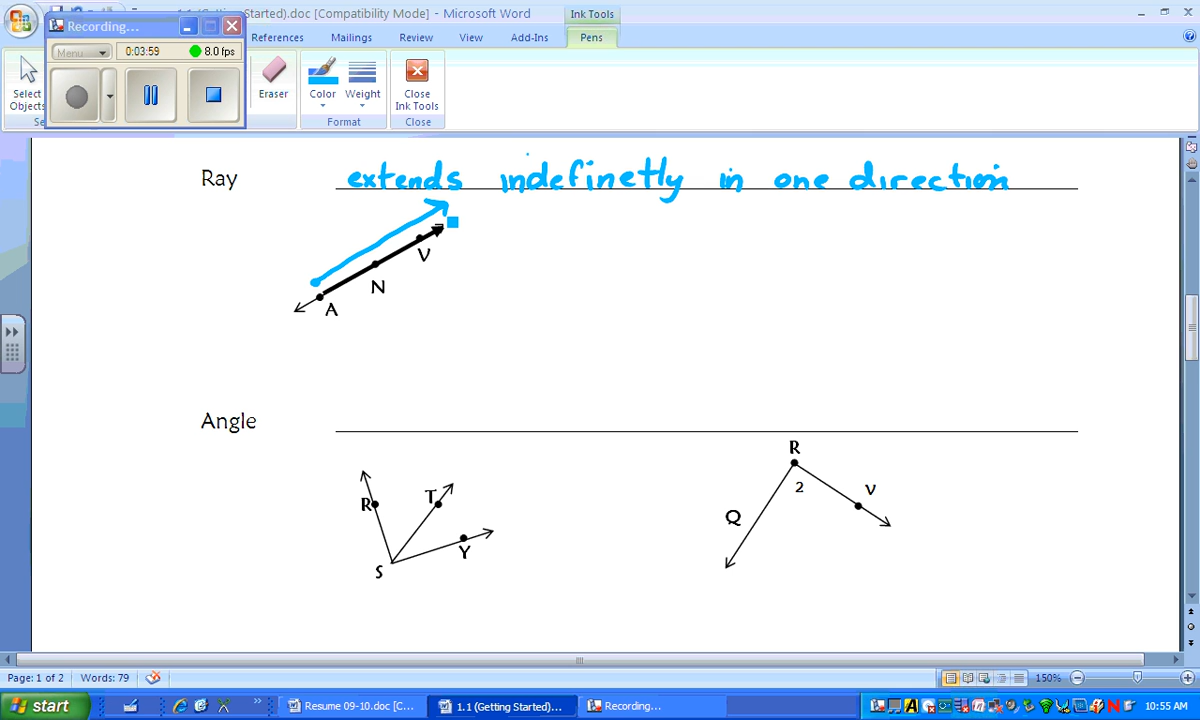 1.1 (Getting Started).doc [Compatibility Mode] - Microsoft Word
Ink Tools
Recording...
References Mailings Review View Add-Ins Pens
Menu 0:03:59 8.0 fps
Select Objects
Eraser
Color
Weight
Close Ink Tools
Format
Close
Ray extends indefinetly in one direction
V
N
A
Angle
R
2
V
Q
R
T
Y
S
Page: 1 of 2 Words: 79 150%
start Resume 09-10.doc [C... 1.1 (Getting Started)... Recording... 10:55 AM